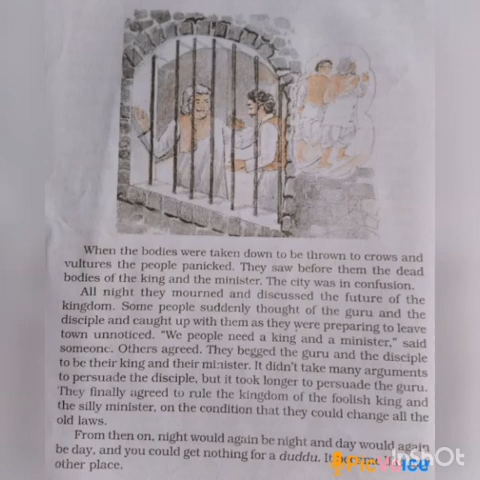 When the bodies were taken down to be thrown to crows and
vultures the people panicked. They saw before them the dead
bodies of the king and the minister. The city was in confusion.
All night they mourned and discussed the future of the
kingdom. Some people suddenly thought of the guru and the
disciple and caught up with them as they were preparing to leave
town unnoticed. "We people need a king and a minister," said
someone. Others agreed. They begged the guru and the disciple
to be their king and their minister. It didn't take many arguments
to persuade the disciple, but it took longer to persuade the guru.
They finally agreed to rule the kingdom of the foolish king and
the silly minister, on the condition that they could change all the
old laws.
From then on, night would again be night and day would again
be day, and you could get nothing for a duddu. It became
other place.
InShOt